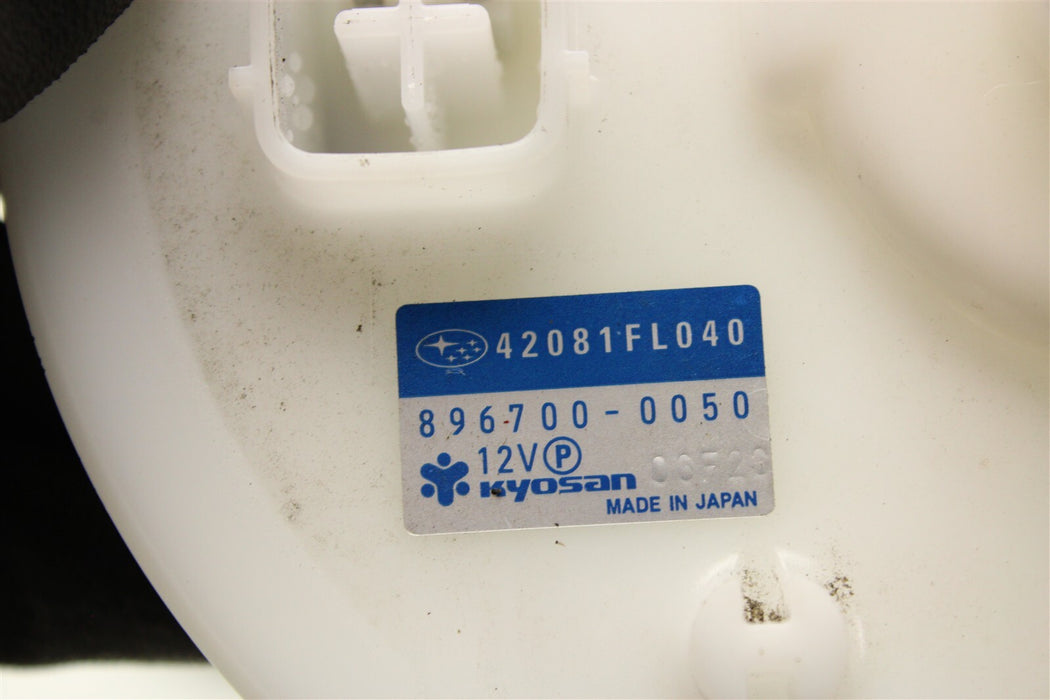 42081FL040
896700-0050
12V P
Kyosan
MADE IN JAPAN